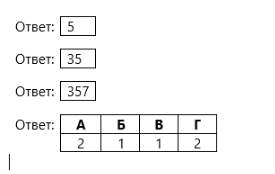 Ответ: 5
Ответ: 35
Ответ: 357
Ответ: А Б В Г
2 1 1 2